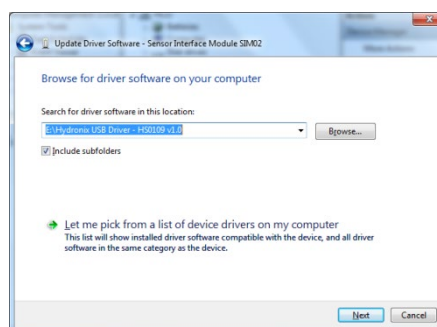 Update Driver Software - Sensor Interface Module SIM02
Browse for driver software on your computer
Search for driver software in this location:
E:\Hydronix USB Driver - HS0109 v1.0
Browse...
Include subfolders
Let me pick from a list of device drivers on my computer
This list will show installed driver software compatible with the device, and all driver
software in the same category as the device.
Next
Cancel